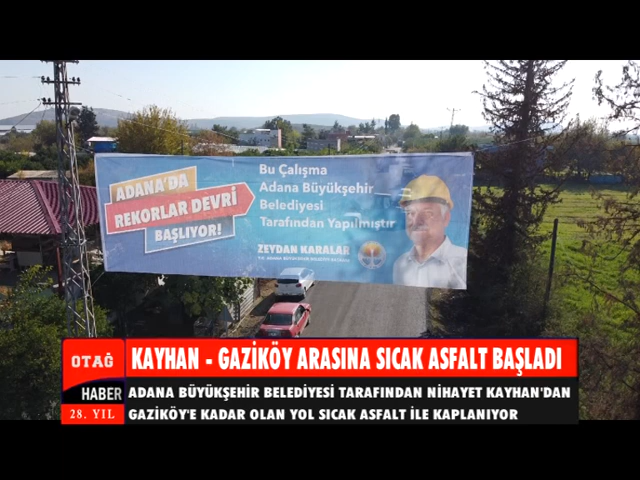 ADANA'DA
REKORLAR DEVRİ
BAŞLIYOR!
Bu Çalışma
Adana Büyükşehir
Belediyesi
Tarafından Yapılmıştır
ZEYDAN KARALAR
OTAĞ
HABER
28. YIL
KAYHAN - GAZİKÖY ARASINA SICAK ASFALT BAŞLADI
ADANA BÜYÜKŞEHİR BELEDİYESİ TARAFINDAN NİHAYET KAYHAN'DAN
GAZİKÖY'E KADAR OLAN YOL SICAK ASFALT İLE KAPLANIYOR